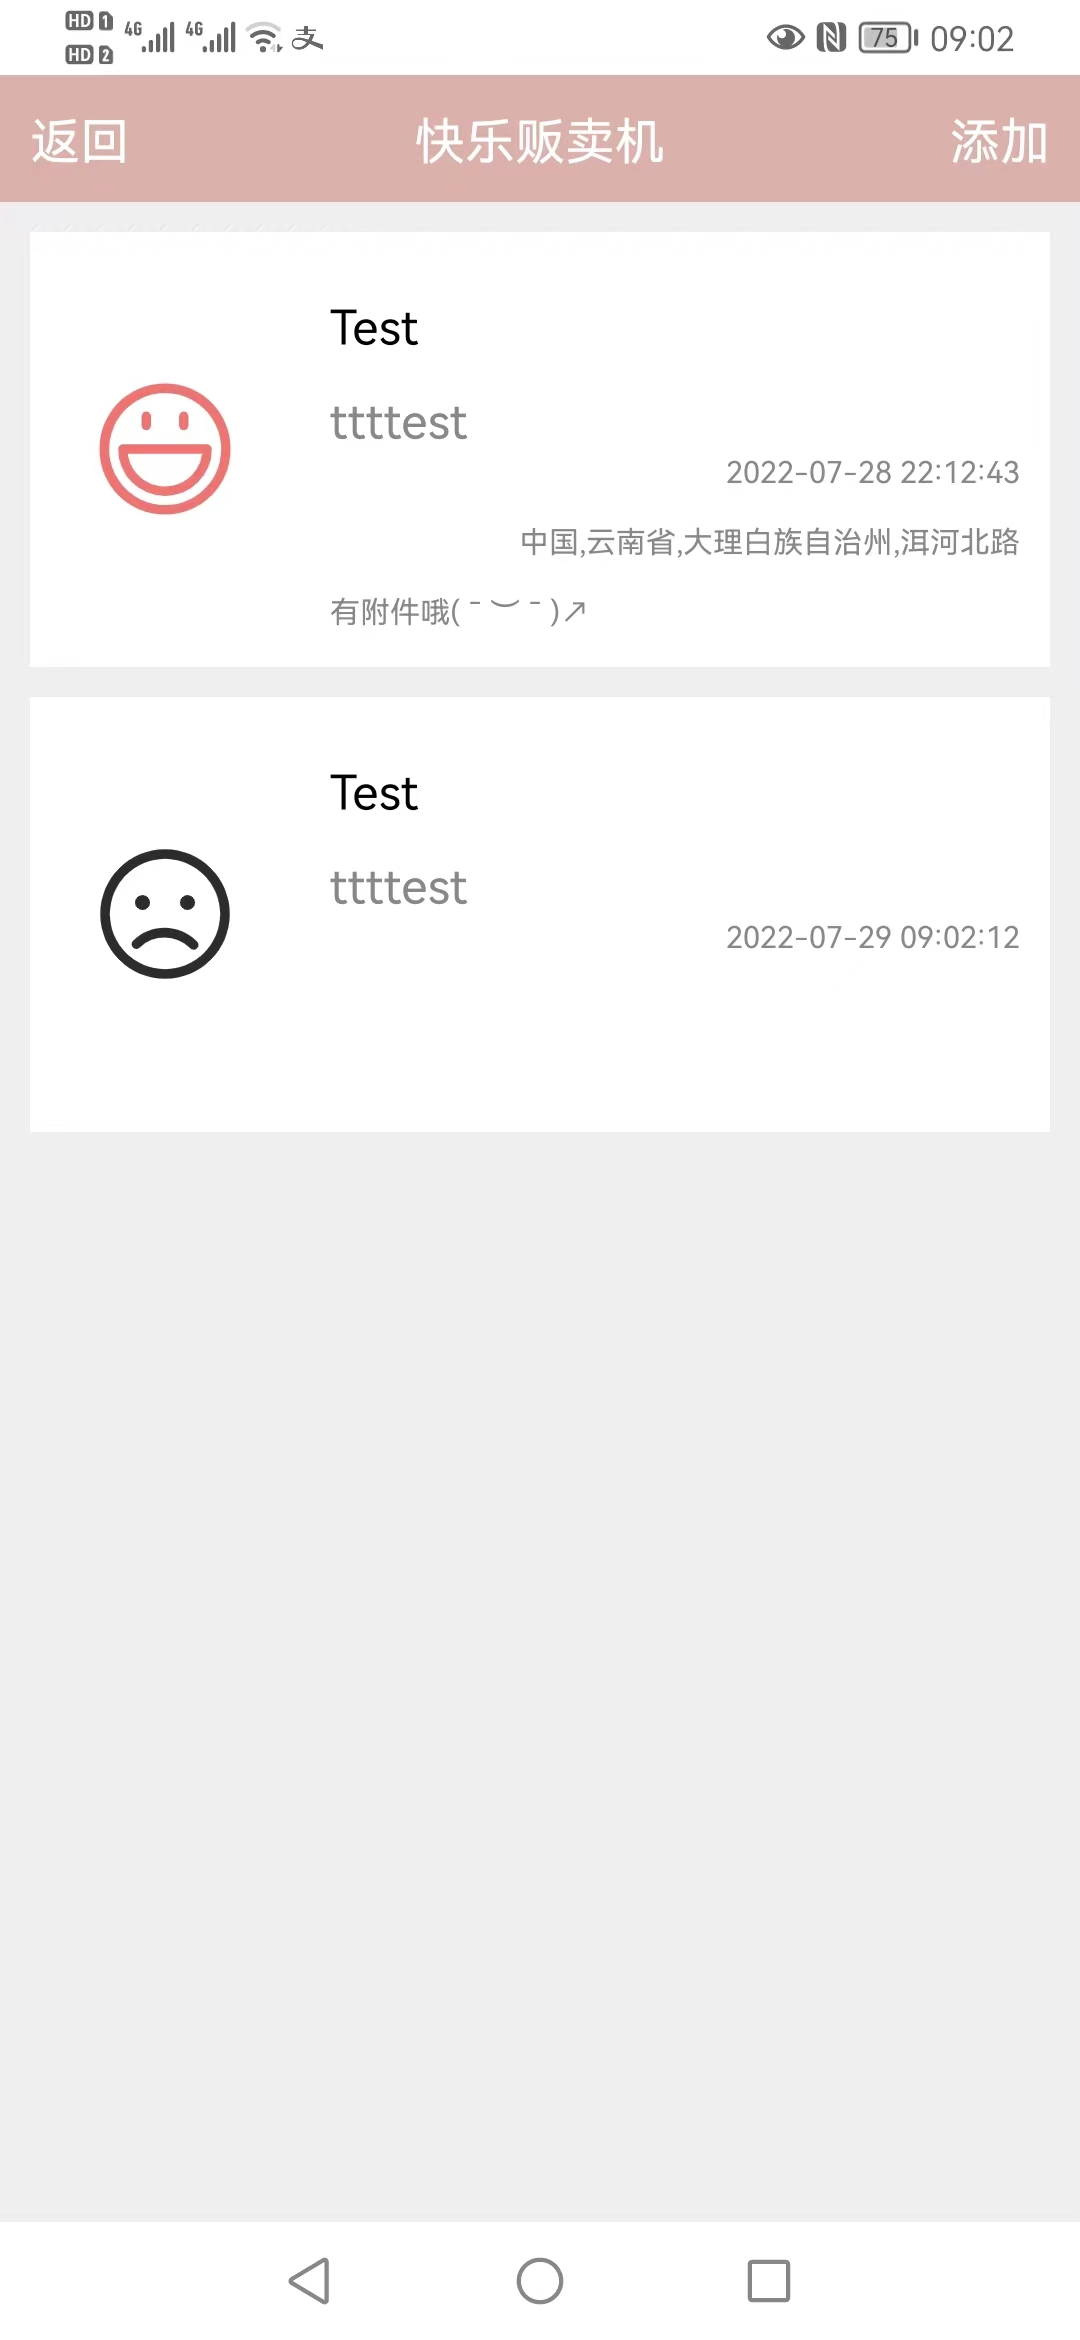 HD 1 4G 4G 支 75 09:02
HD 2
返回 快乐贩卖机 添加
Test
ttttest
2022-07-28 22:12:43
中国,云南省,大理白族自治州,洱河北路
有附件哦(ˉ︶ˉ)↗
Test
ttttest
2022-07-29 09:02:12